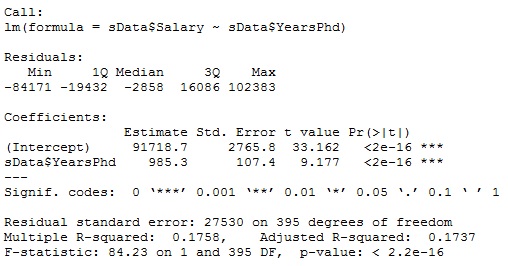 Call:
lm(formula = sData$Salary ~ sData$YearsPhd)
Residuals:
Min 1Q Median 3Q Max
-84171 -19432 -2858 16086 102383
Coefficients:
Estimate Std. Error t value Pr(>|t|)
(Intercept) 91718.7 2765.8 33.162 <2e-16 ***
sData$YearsPhd 985.3 107.4 9.177 <2e-16 ***
---
Signif. codes: 0 ‘***’ 0.001 ‘**’ 0.01 ‘*’ 0.05 ‘.’ 0.1 ‘ ’ 1
Residual standard error: 27530 on 395 degrees of freedom
Multiple R-squared: 0.1758, Adjusted R-squared: 0.1737
F-statistic: 84.23 on 1 and 395 DF, p-value: < 2.2e-16